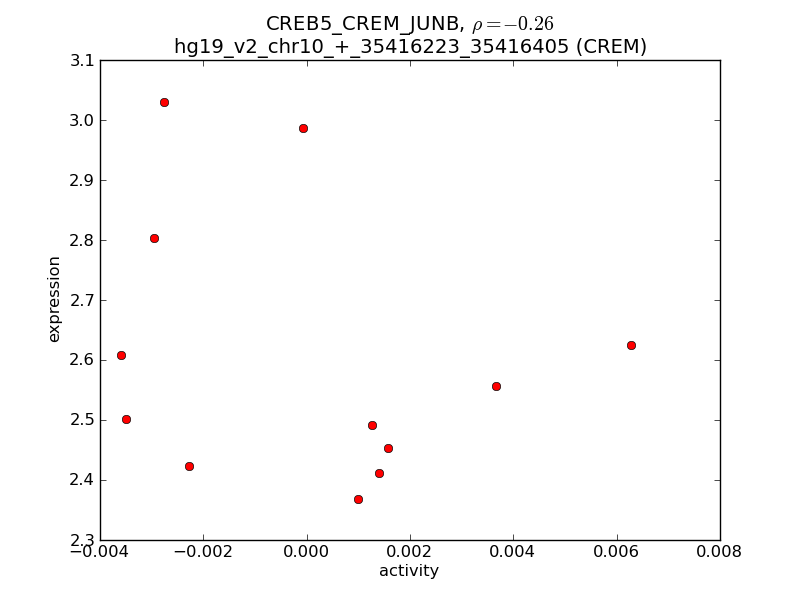 CREB5_CREM_JUNB, ρ=−0.26
hg19_v2_chr10_+_35416223_35416405 (CREM)
3.1
3.0
2.9
2.8
2.7
2.6
2.5
2.4
2.3
expression
−0.004 −0.002 0.000 0.002 0.004 0.006 0.008
activity